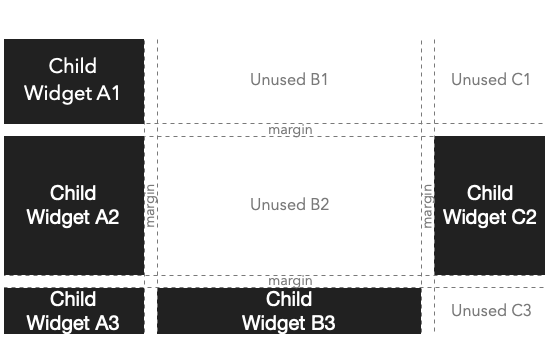 Child
Widget A1
Unused B1
Unused C1
margin
Child
Widget A2
margin
Unused B2
margin
Child
Widget C2
margin
Child
Widget A3
Child
Widget B3
Unused C3